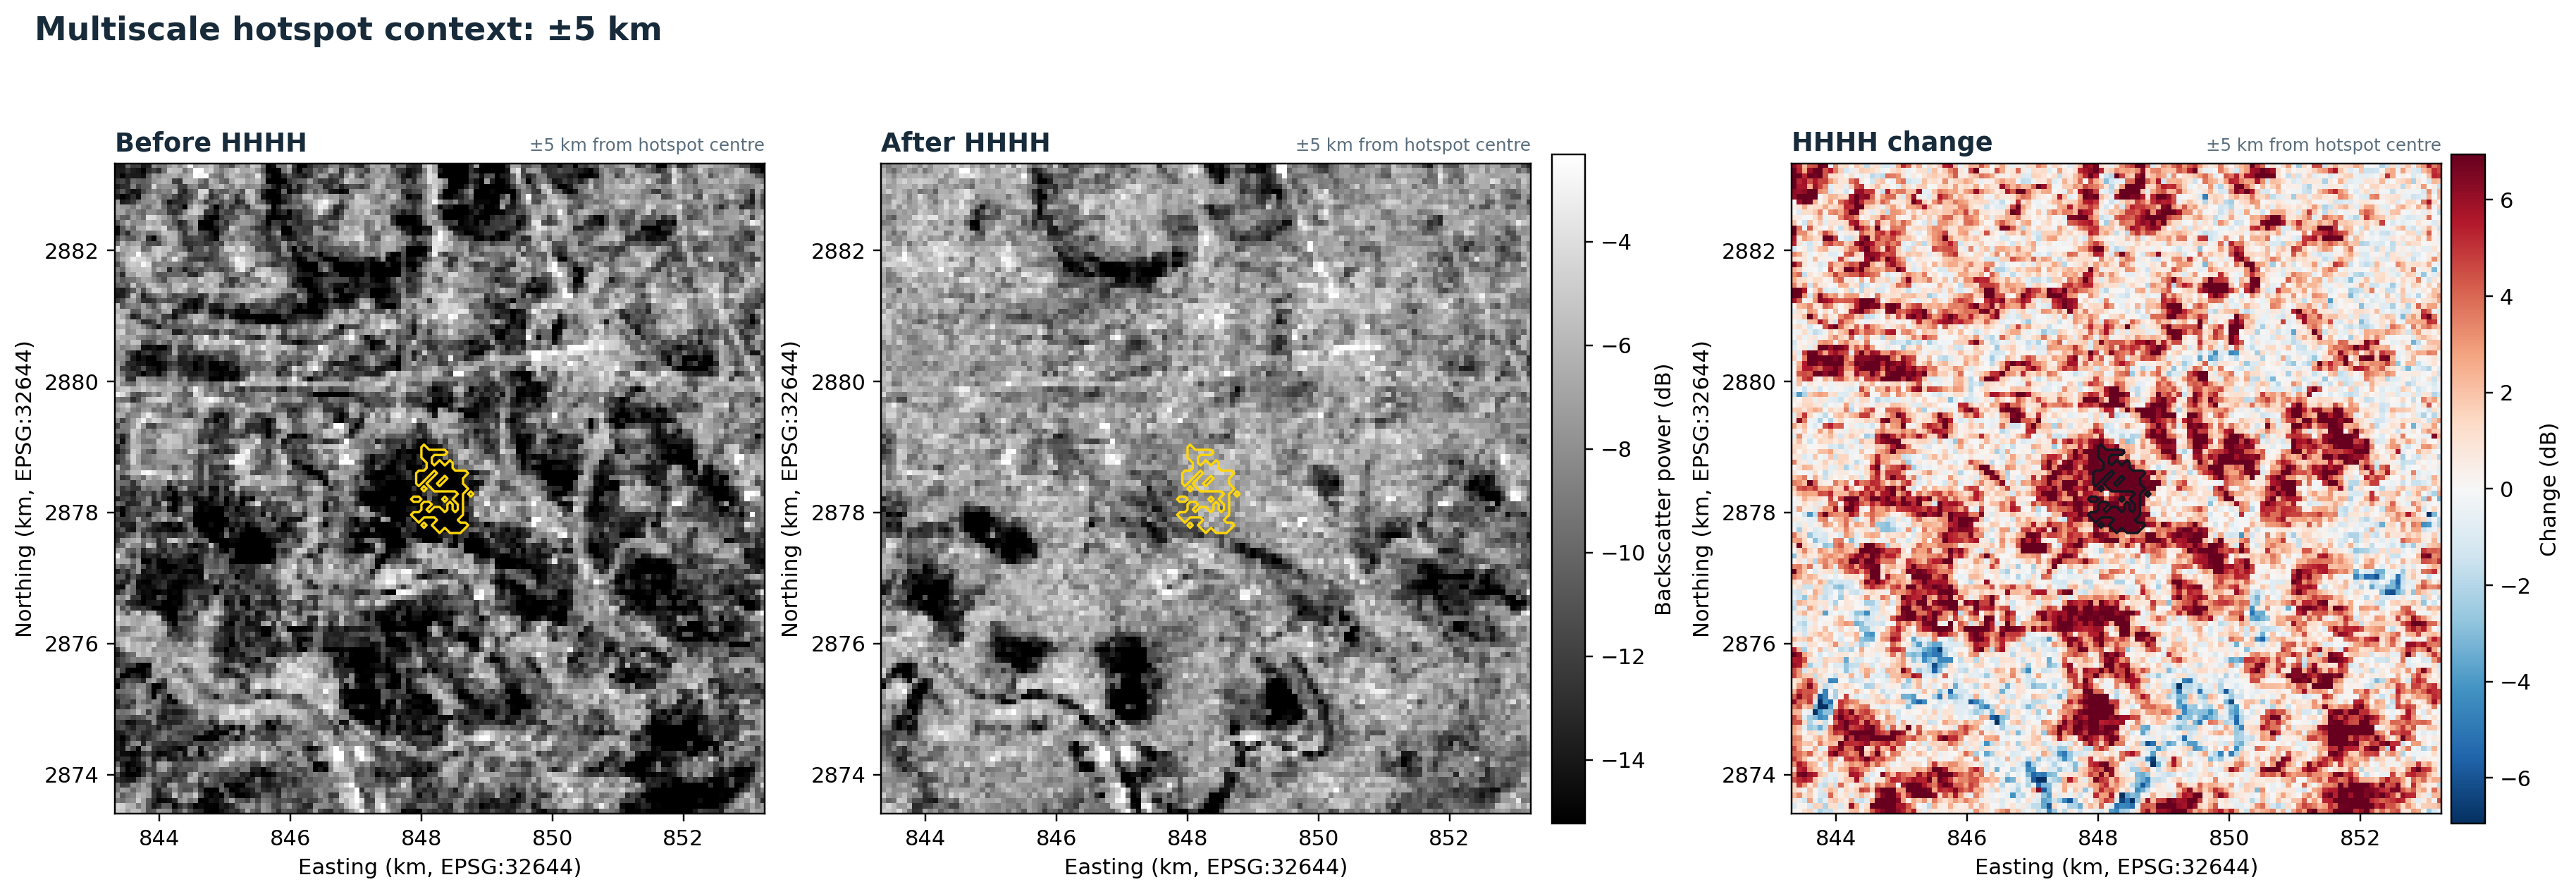 Multiscale hotspot context: ±5 km
Before HHHH
±5 km from hotspot centre
2882
2880
2878
2876
2874
Northing (km, EPSG:32644)
844
846
848
850
852
Easting (km, EPSG:32644)
After HHHH
±5 km from hotspot centre
2882
2880
2878
2876
2874
Northing (km, EPSG:32644)
844
846
848
850
852
Easting (km, EPSG:32644)
−4
−6
−8
−10
−12
−14
Backscatter power (dB)
HHHH change
±5 km from hotspot centre
2882
2880
2878
2876
2874
Northing (km, EPSG:32644)
844
846
848
850
852
Easting (km, EPSG:32644)
6
4
2
0
−2
−4
−6
Change (dB)